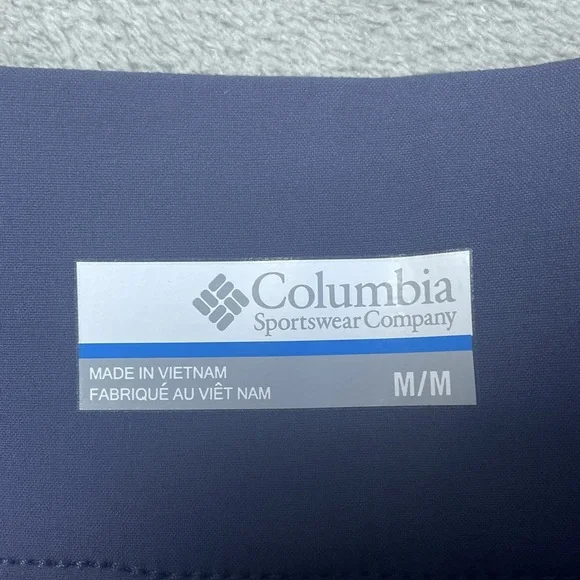 Columbia
Sportswear Company
MADE IN VIETNAM
FABRIQUÉ AU VIÊT NAM
M/M